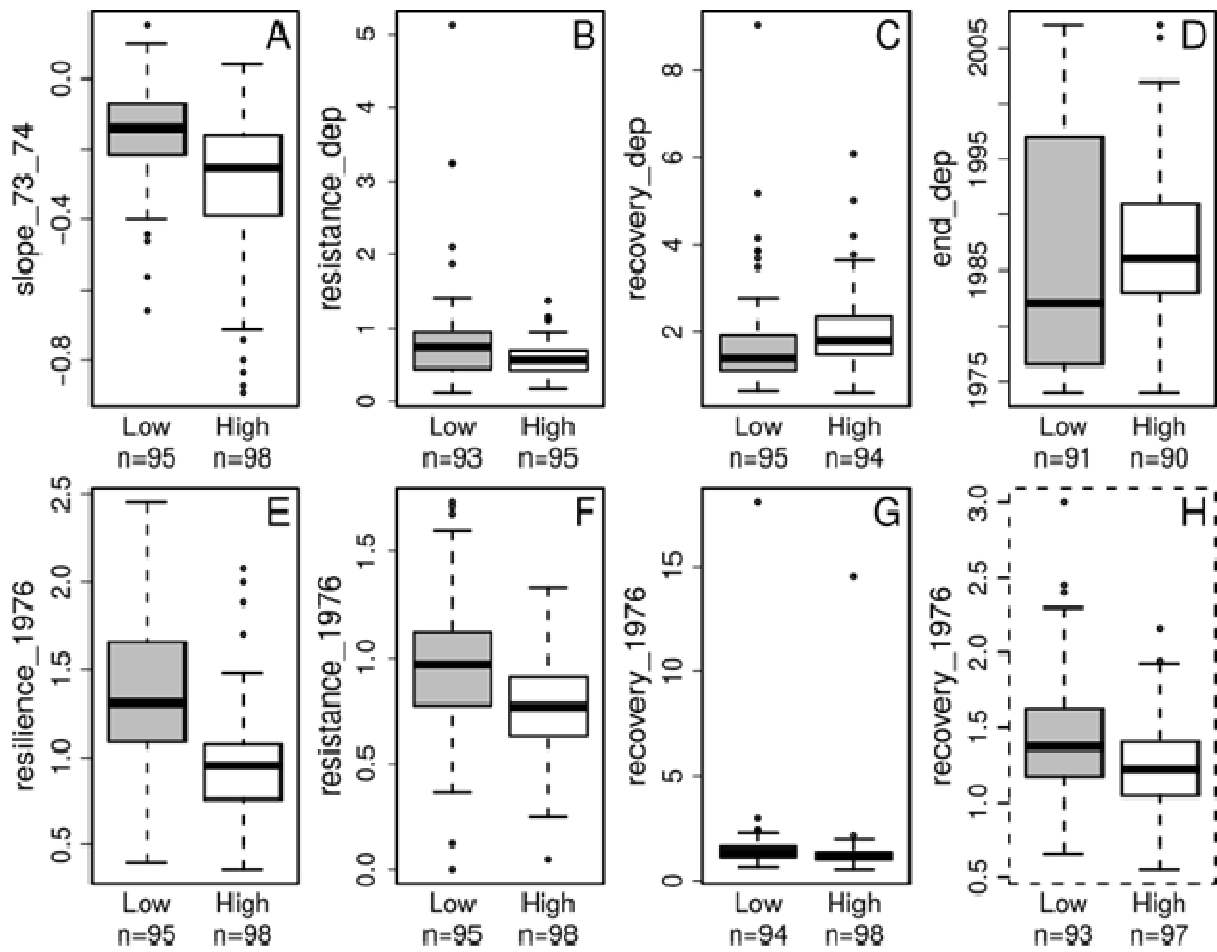 A
slope_73_74
0.0
−0.4
−0.8
Low High
n=95 n=98
B
resistance_dep
5
4
3
2
1
0
Low High
n=93 n=95
C
recovery_dep
8
6
4
2
Low High
n=95 n=94
D
end_dep
2005
1995
1985
1975
Low High
n=91 n=90
E
resilience_1976
2.5
2.0
1.5
1.0
0.5
Low High
n=95 n=98
F
resistance_1976
1.5
1.0
0.5
0.0
Low High
n=95 n=98
G
recovery_1976
15
10
5
0
Low High
n=94 n=98
H
recovery_1976
3.0
2.5
2.0
1.5
1.0
0.5
Low High
n=93 n=97